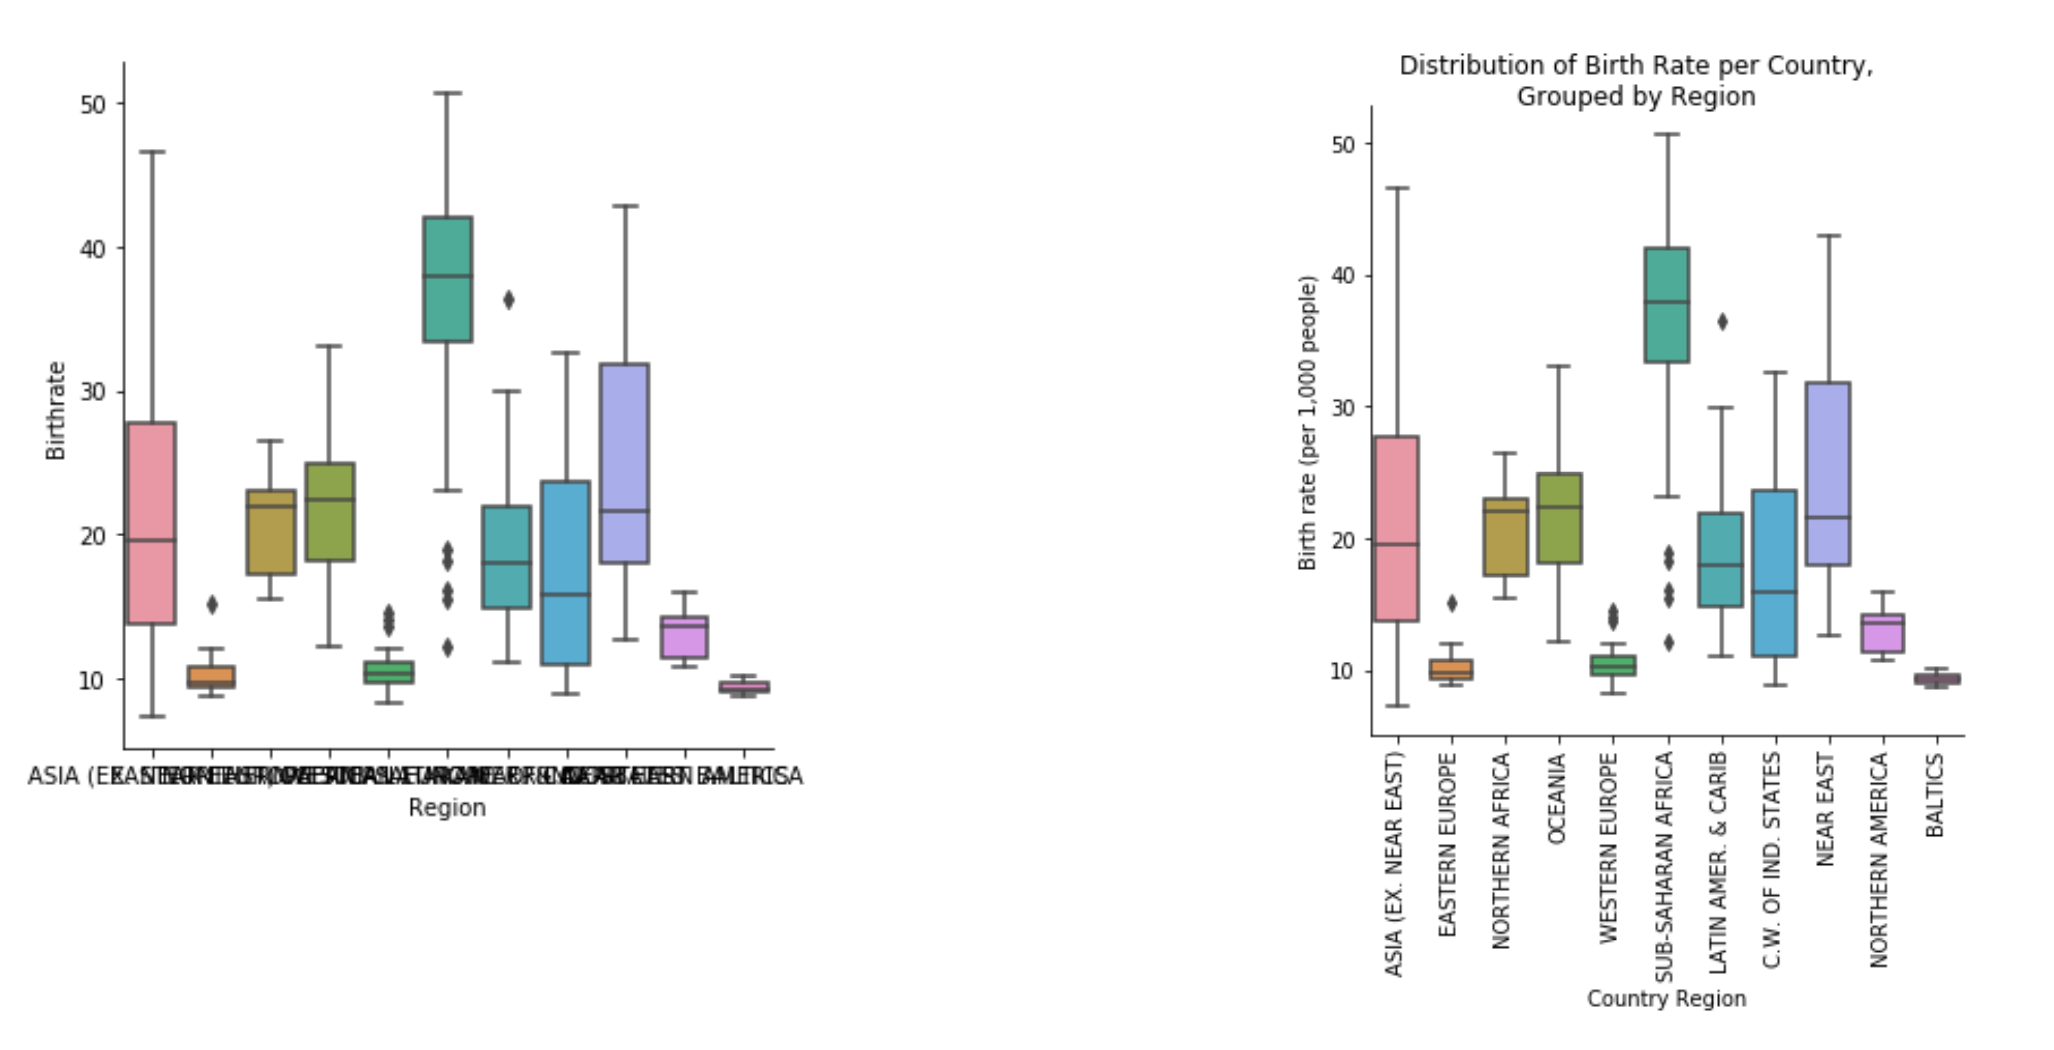 50
40
30
20
10
Birthrate
ASIA (EX.
Region
Distribution of Birth Rate per Country,
Grouped by Region
50
40
30
20
10
Birth rate (per 1,000 people)
ASIA (EX. NEAR EAST)
EASTERN EUROPE
NORTHERN AFRICA
OCEANIA
WESTERN EUROPE
SUB-SAHARAN AFRICA
LATIN AMER. & CARIB
C.W. OF IND. STATES
NEAR EAST
NORTHERN AMERICA
BALTICS
Country Region